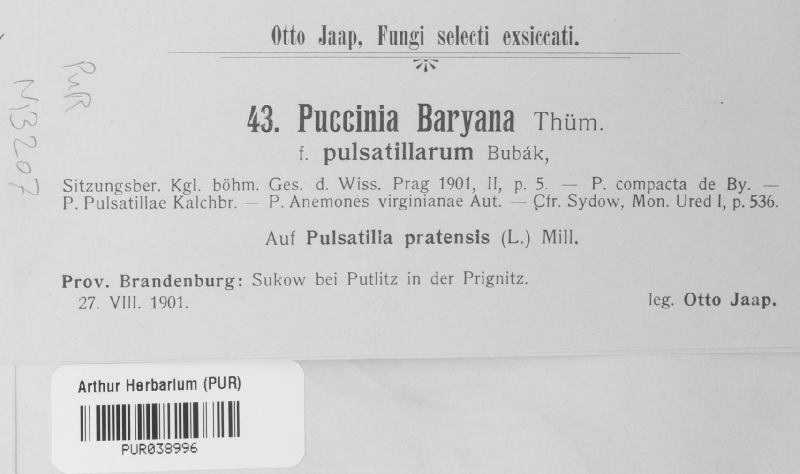 Otto Jaap, Fungi selecti exsiccati.
PUR
N13207
43. Puccinia Baryana Thüm.
f. pulsatillarum Bubák,
Sitzungsber. Kgl. böhm. Ges. d. Wiss. Prag 1901, II, p. 5. — P. compacta de By. —
P. Pulsatillae Kalchbr. — P. Anemones virginianae Aut. — Cfr. Sydow, Mon. Ured I, p. 536.
Auf Pulsatilla pratensis (L.) Mill.
Prov. Brandenburg: Sukow bei Putlitz in der Prignitz.
27. VIII. 1901.
leg. Otto Jaap.
Arthur Herbarium (PUR)
PUR038996